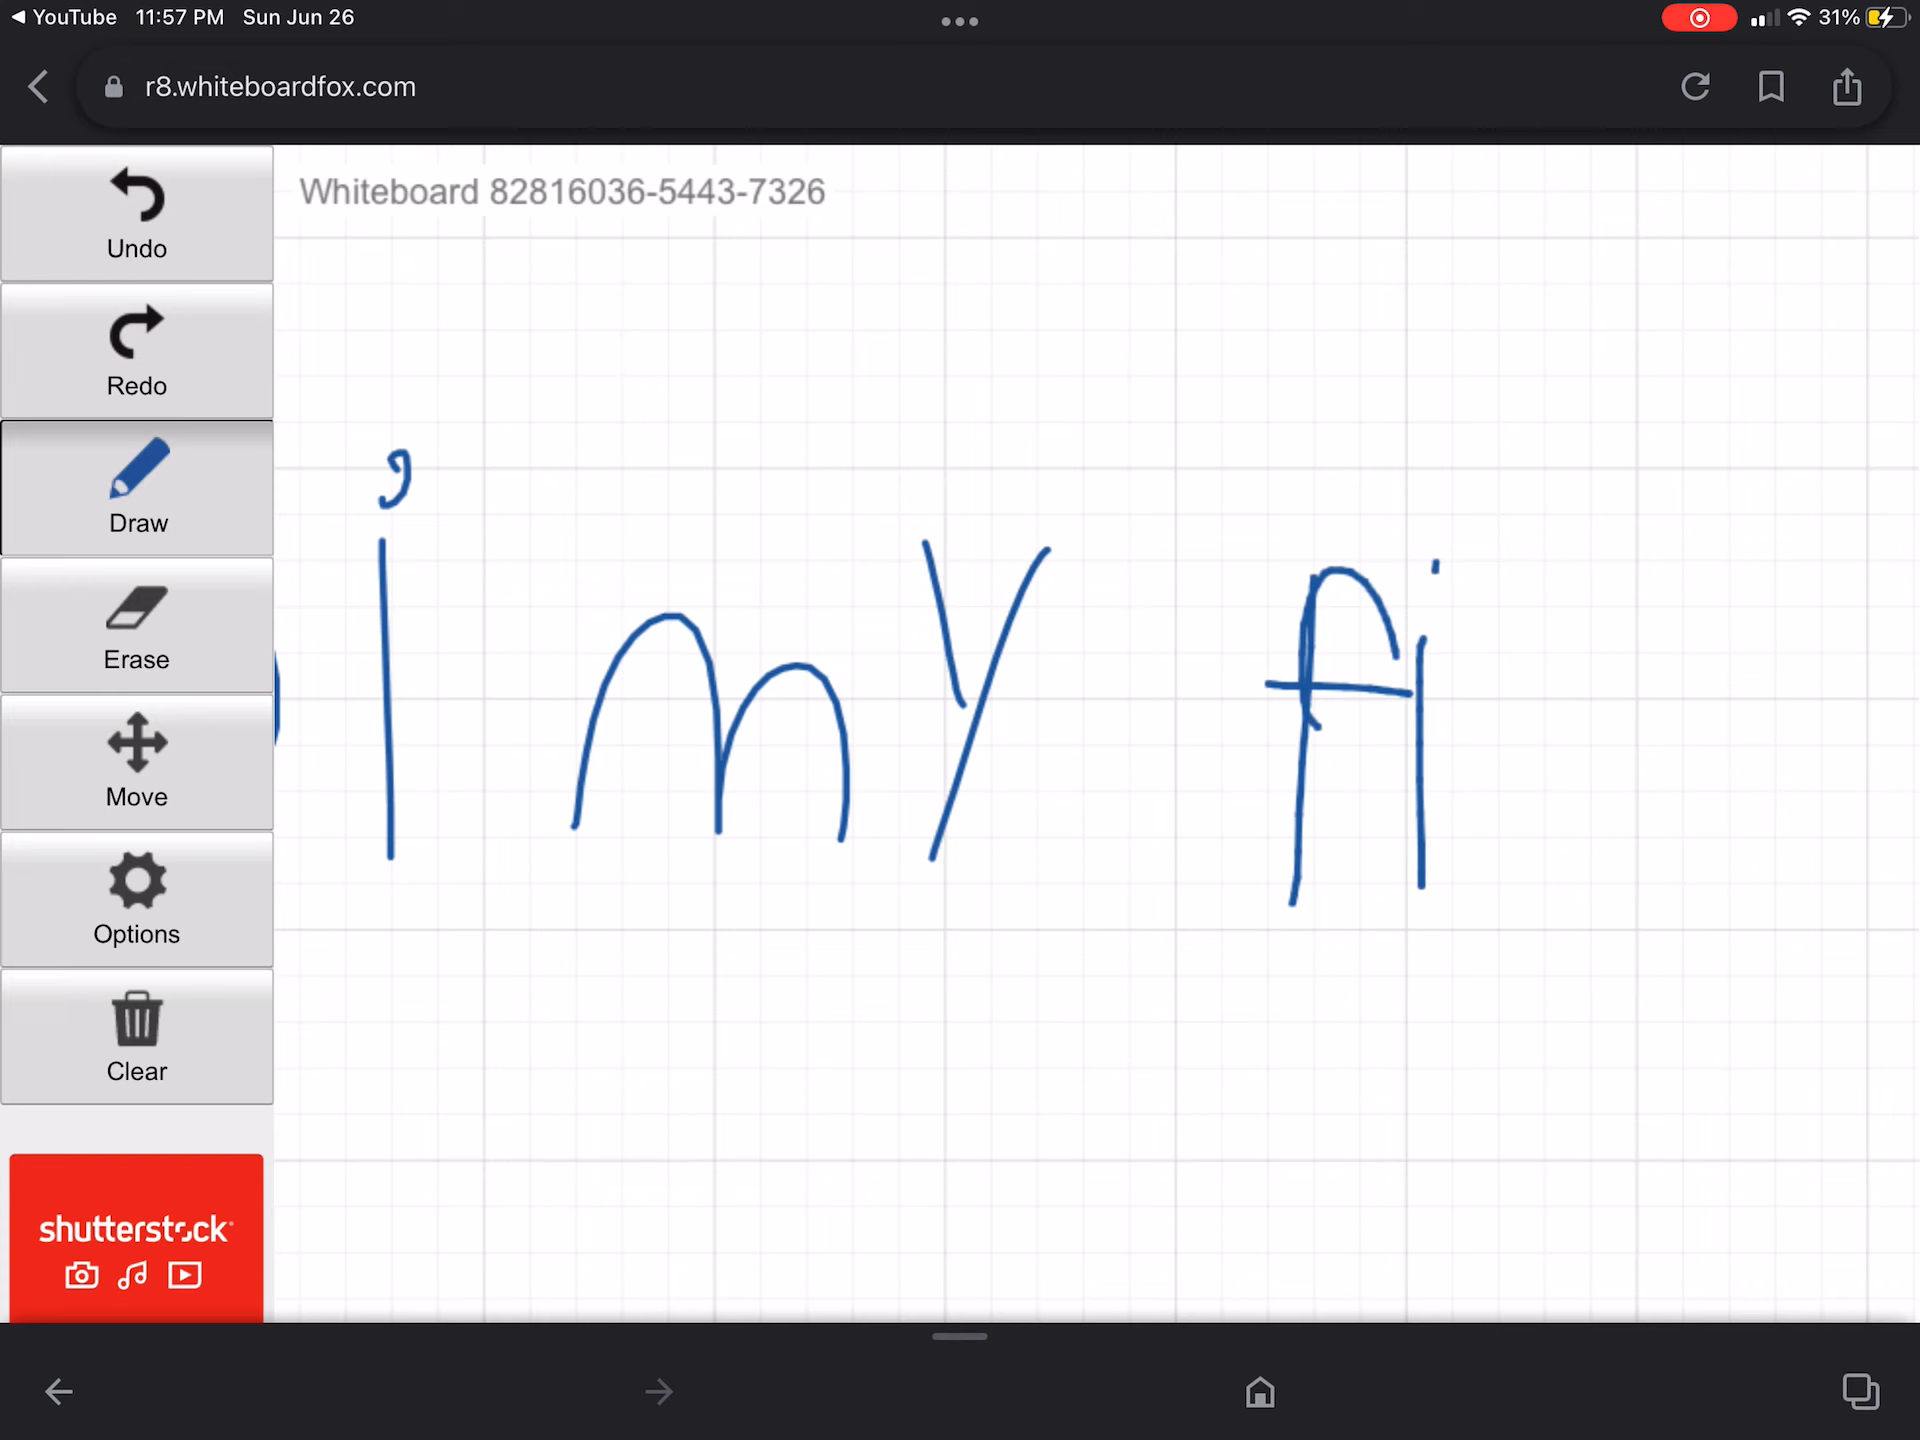 YouTube 11:57 PM Sun Jun 26 31%
r8.whiteboardfox.com
Whiteboard 82816036-5443-7326
Undo
Redo
Draw
Erase
Move
Options
Clear
i my Fi
shutterstock